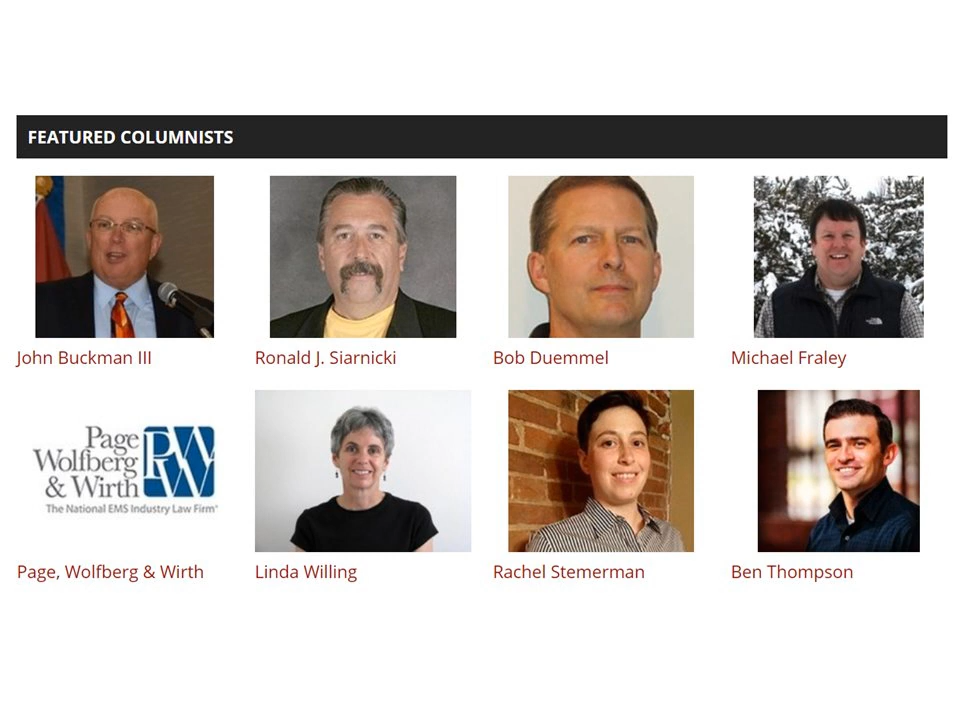 FEATURED COLUMNISTS
John Buckman III
Ronald J. Siarnicki
Bob Duemmel
Michael Fraley
Page
Wolfberg
& Wirth
PWW
The National EMS Industry Law Firm
Page, Wolfberg & Wirth
Linda Willing
Rachel Stemerman
Ben Thompson